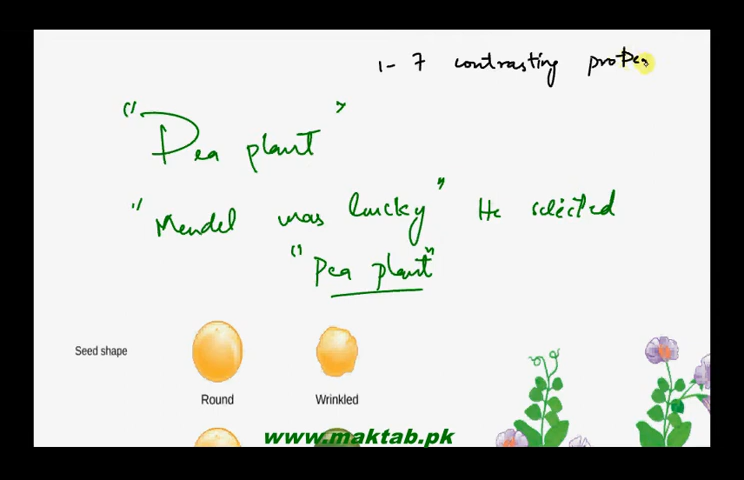 1- 7 contrasting
"Pea plant"
"Mendel was lucky" He selected
"Pea plant"
Seed shape
Round
Wrinkled
www.maktab.pk